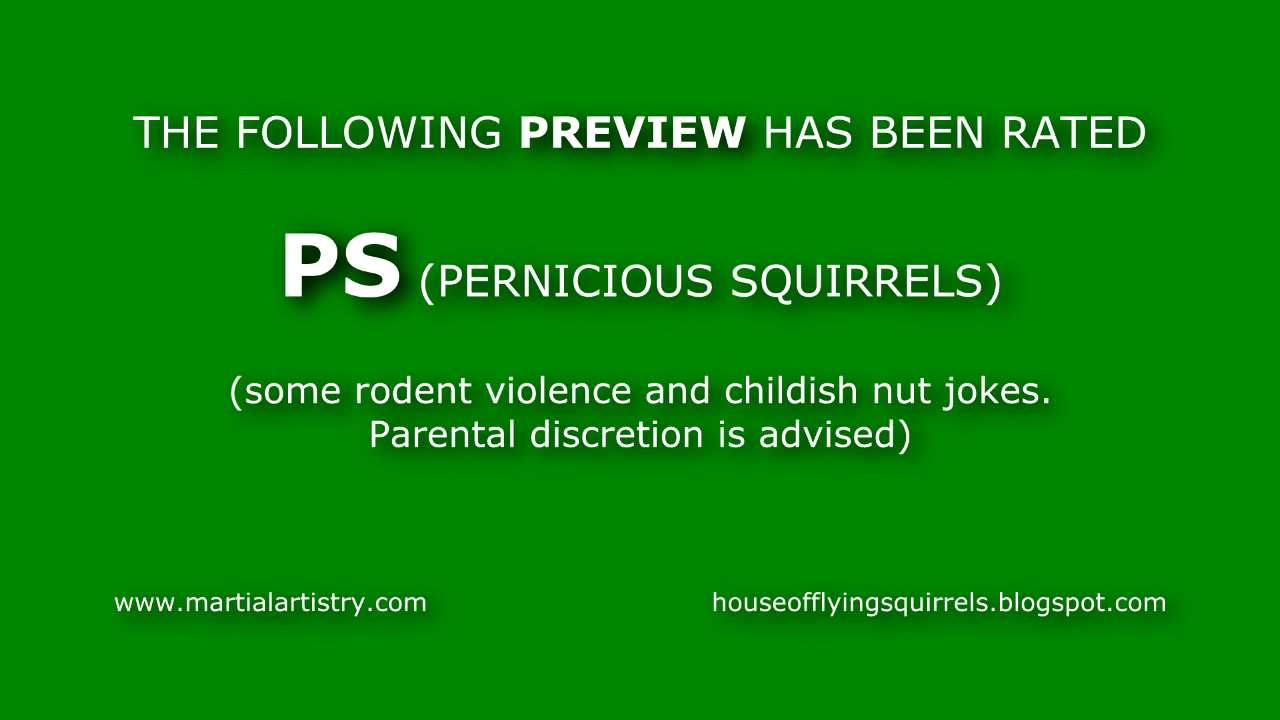 THE FOLLOWING PREVIEW HAS BEEN RATED
PS (PERNICIOUS SQUIRRELS)
(some rodent violence and childish nut jokes.
Parental discretion is advised)
www.martialartistry.com
houseofflyingsquirrels.blogspot.com